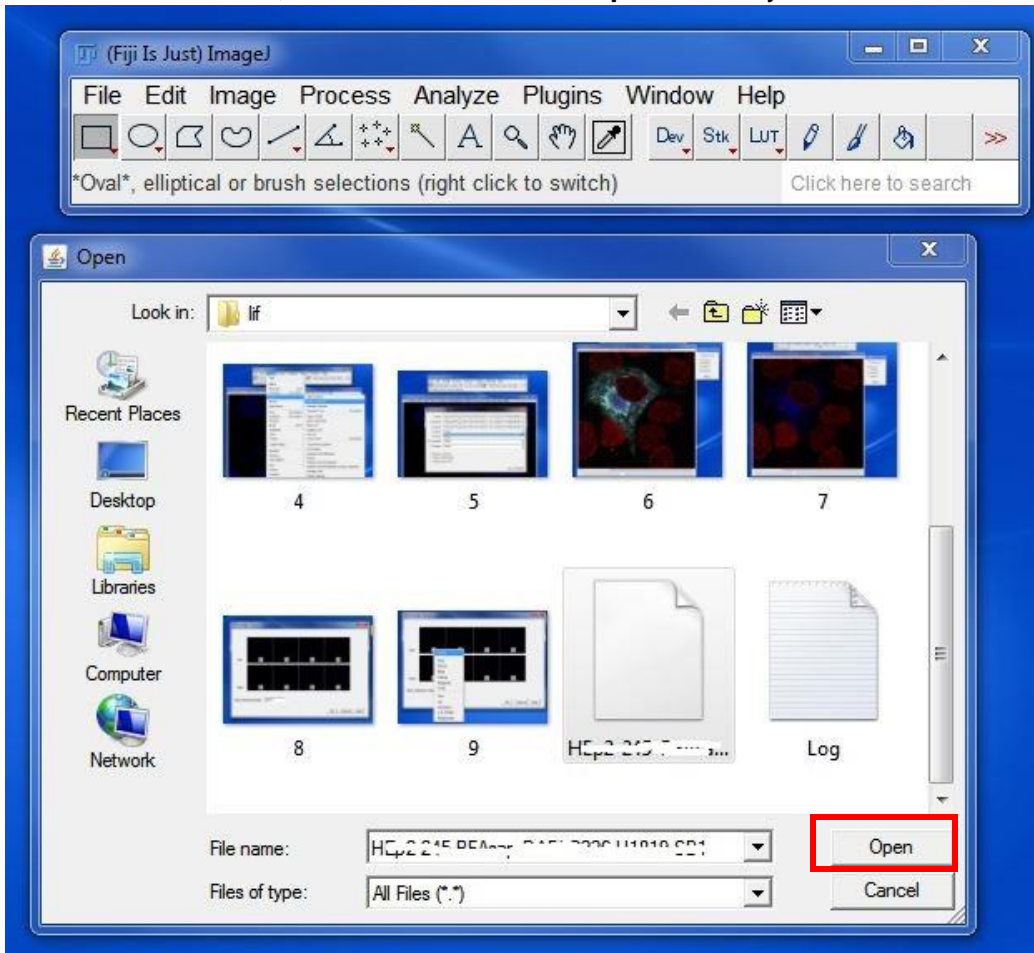 (Fiji Is Just) ImageJ
File Edit Image Process Analyze Plugins Window Help
A Dev Stk LUT >>
*Oval*, elliptical or brush selections (right click to switch) Click here to search
Open
Look in: lif
Recent Places
Desktop
Libraries
Computer
Network
4 5 6 7
8 9 Log
File name:
Open
Files of type: All Files (*.*)
Cancel